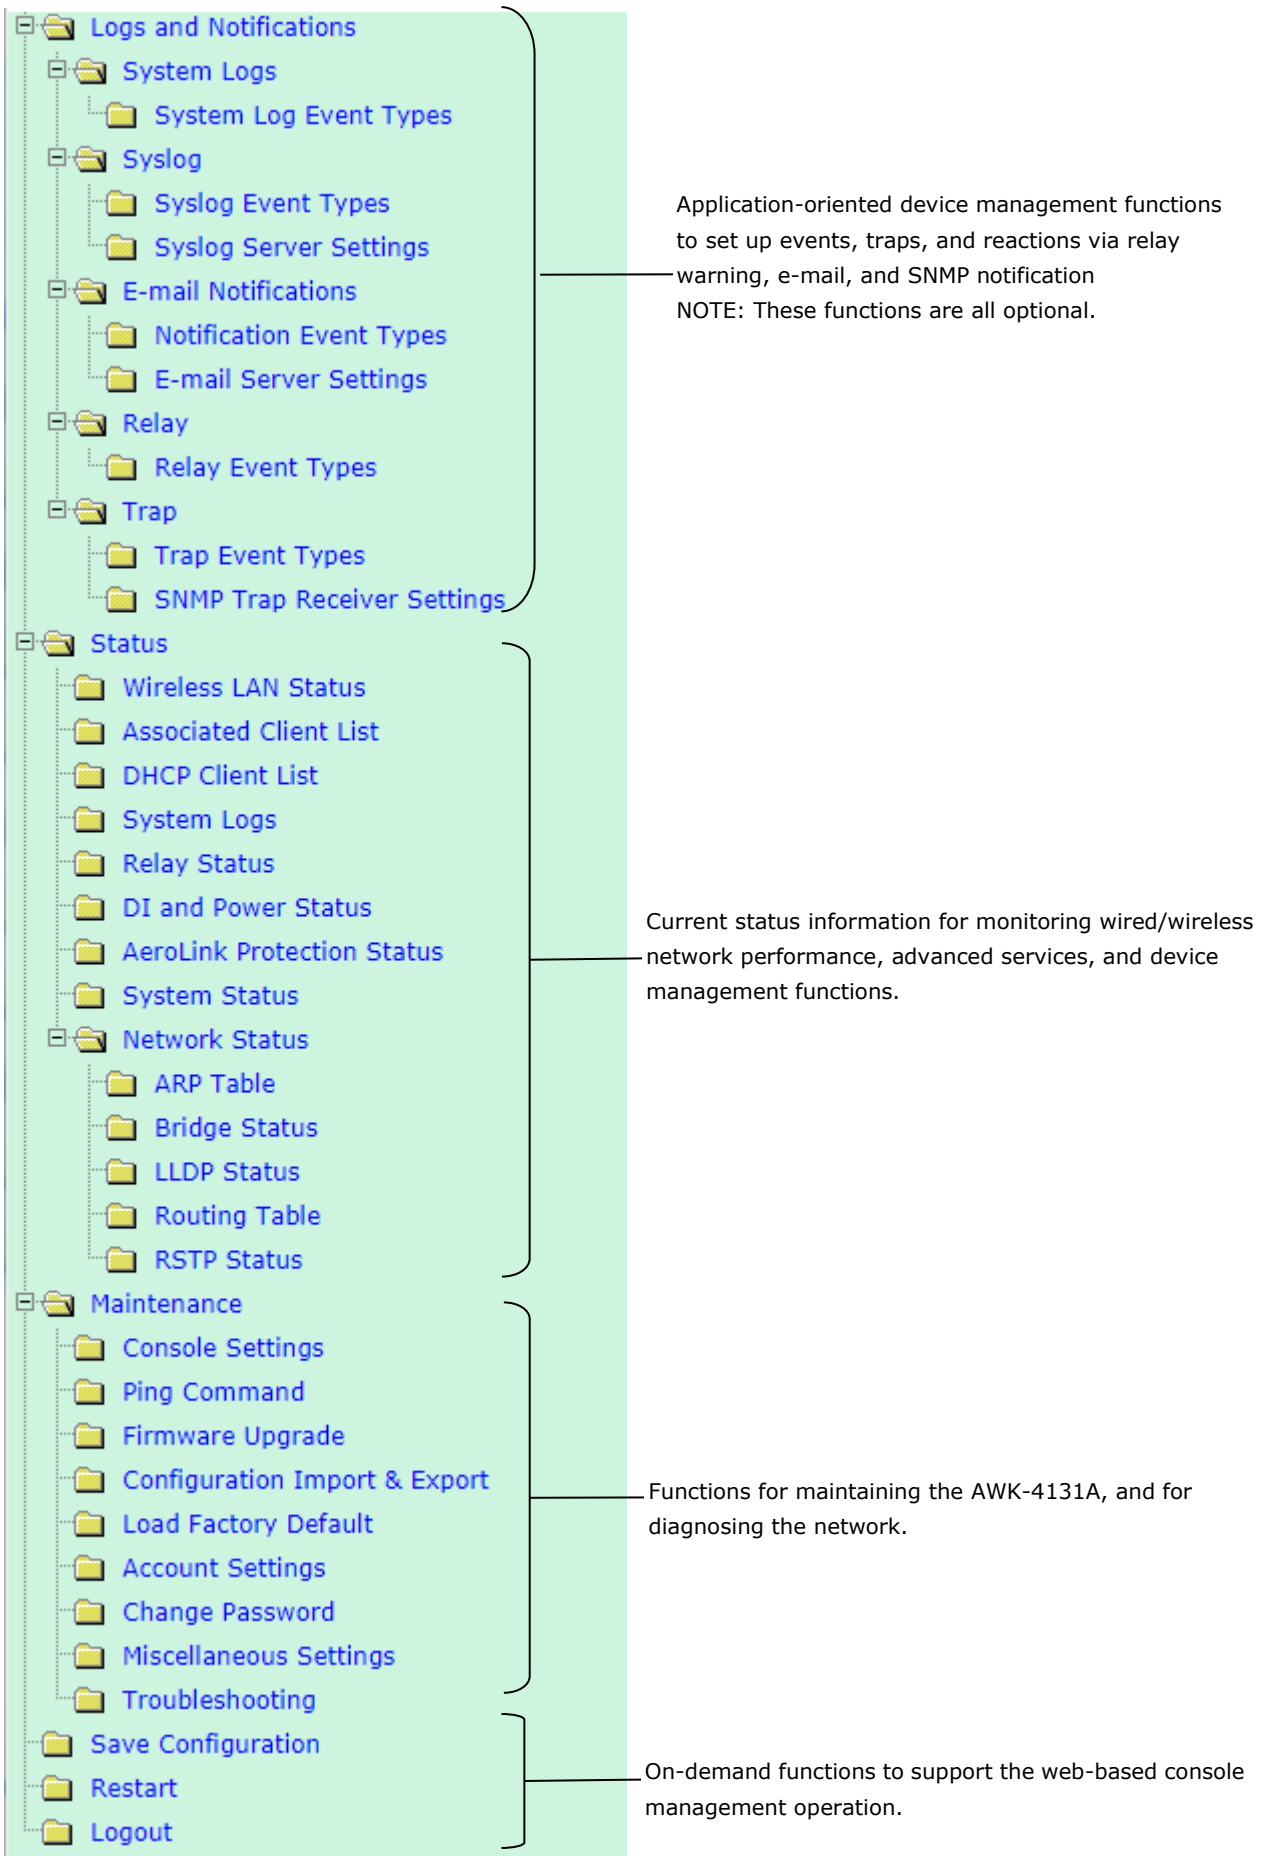 Logs and Notifications
System Logs
System Log Event Types
Syslog
Syslog Event Types
Syslog Server Settings
E-mail Notifications
Notification Event Types
E-mail Server Settings
Relay
Relay Event Types
Trap
Trap Event Types
SNMP Trap Receiver Settings
Application-oriented device management functions
to set up events, traps, and reactions via relay
warning, e-mail, and SNMP notification
NOTE: These functions are all optional.
Status
Wireless LAN Status
Associated Client List
DHCP Client List
System Logs
Relay Status
DI and Power Status
AeroLink Protection Status
System Status
Network Status
ARP Table
Bridge Status
LLDP Status
Routing Table
RSTP Status
Current status information for monitoring wired/wireless
network performance, advanced services, and device
management functions.
Maintenance
Console Settings
Ping Command
Firmware Upgrade
Configuration Import & Export
Load Factory Default
Account Settings
Change Password
Miscellaneous Settings
Troubleshooting
Functions for maintaining the AWK-4131A, and for
diagnosing the network.
Save Configuration
Restart
Logout
On-demand functions to support the web-based console
management operation.